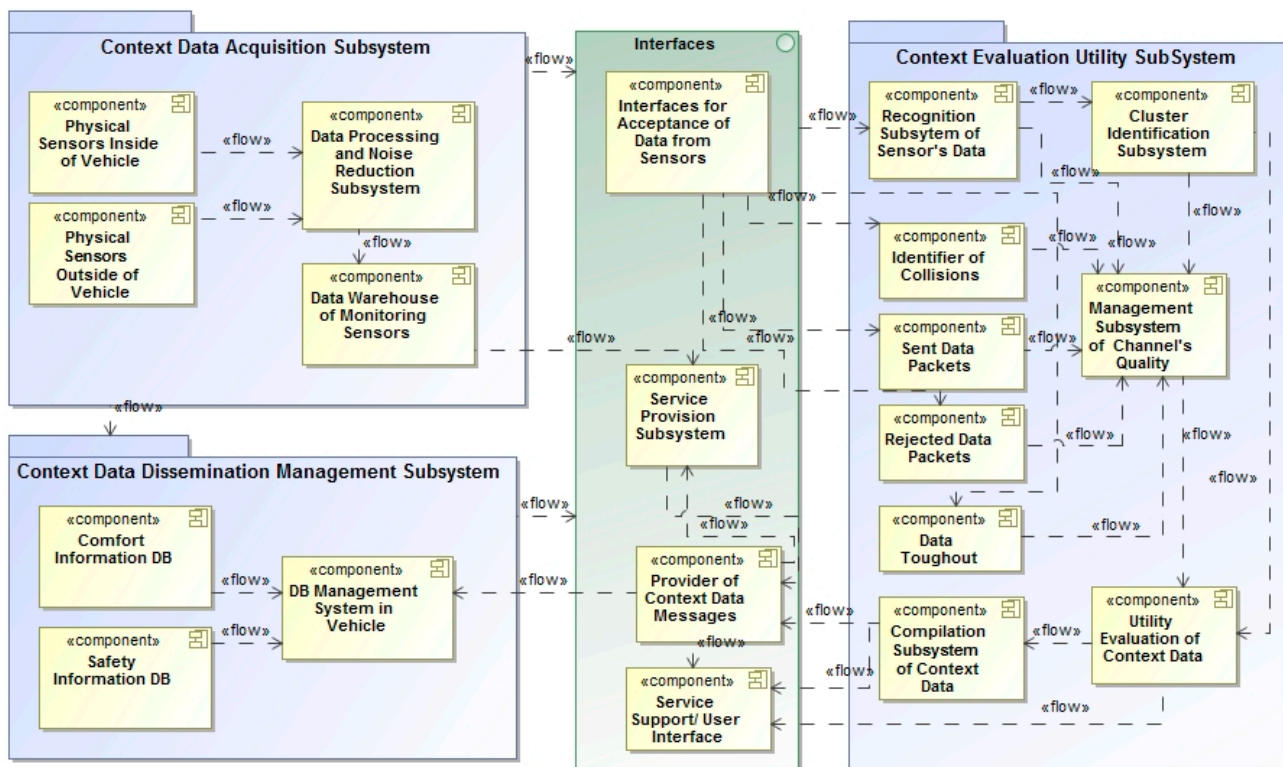 Context Data Acquisition Subsystem
«component»
Physical
Sensors Inside
of Vehicle
«flow»
«component»
Data Processing
and Noise
Reduction
Subsystem
«component»
Physical
Sensors
Outside of
Vehicle
«flow»
«flow»
«component»
Data Warehouse
of Monitoring
Sensors
«flow»
«flow»
«flow»
Context Data Dissemination Management Subsystem
«component»
Comfort
Information DB
«flow»
«component»
DB Management
System in
Vehicle
«component»
Safety
Information DB
«flow»
«flow»
«flow»
Interfaces
«component»
Interfaces for
Acceptance of
Data from
Sensors
«component»
Service
Provision
Subsystem
«flow»
«flow»
«component»
Provider of
Context Data
Messages
«flow»
«component»
Service
Support/ User
Interface
Context Evaluation Utility SubSystem
«flow»
«component»
Recognition
Subsytem of
Sensor's Data
«flow»
«component»
Cluster
Identification
Subsystem
«flow»
«flow»
«flow»
«flow»
«component»
Identifier of
Collisions
«flow»
«flow»
«component»
Management
Subsystem
of Channel's
Quality
«flow»
«flow»
«component»
Sent Data
Packets
«flow»
«flow»
«component»
Rejected Data
Packets
«flow»
«flow»
«flow»
«flow»
«component»
Data
Toughout
«flow»
«flow»
«component»
Compilation
Subsystem
of Context
Data
«flow»
«component»
Utility
Evaluation of
Context Data
«flow»
«flow»
«flow»